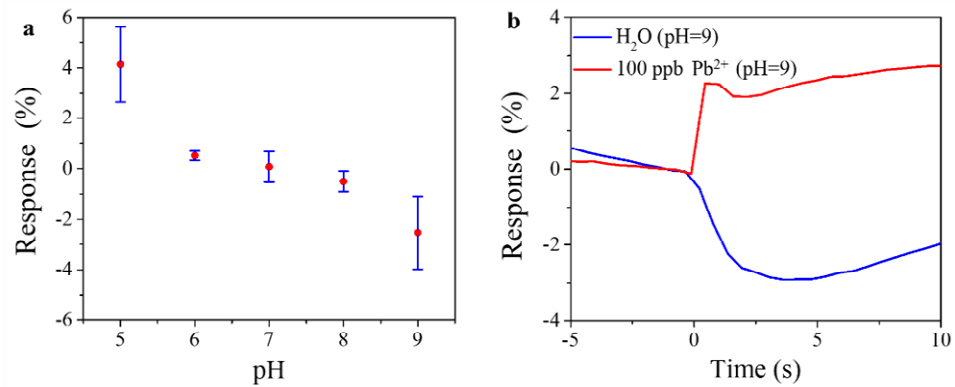 a
6
4
2
0
-2
-4
-6
Response (%)
5 6 7 8 9
pH
b
4
2
0
-2
-4
Response (%)
H₂O (pH=9)
100 ppb Pb²⁺ (pH=9)
-5 0 5 10
Time (s)